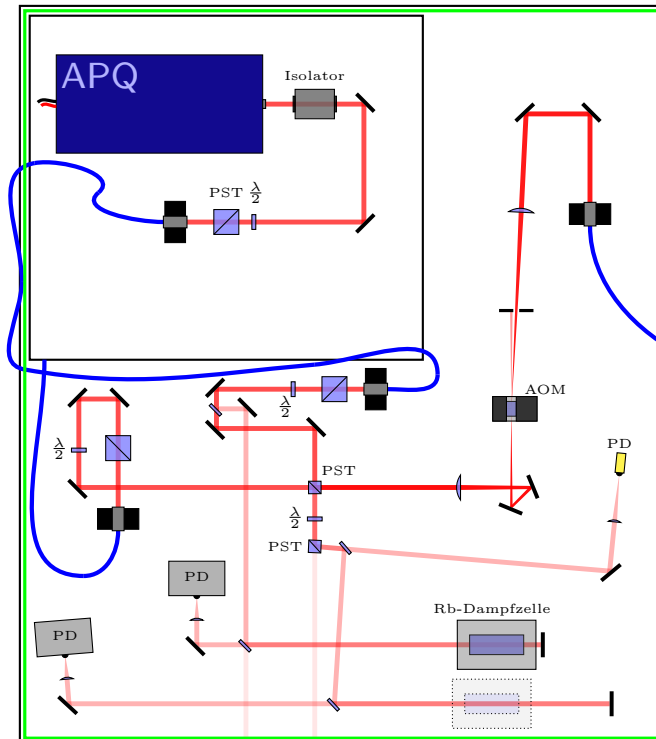 APQ
Isolator
PST λ/2
AOM
λ/2
λ/2
PD
PST
λ/2
PST
PD
Rb-Dampfzelle
PD